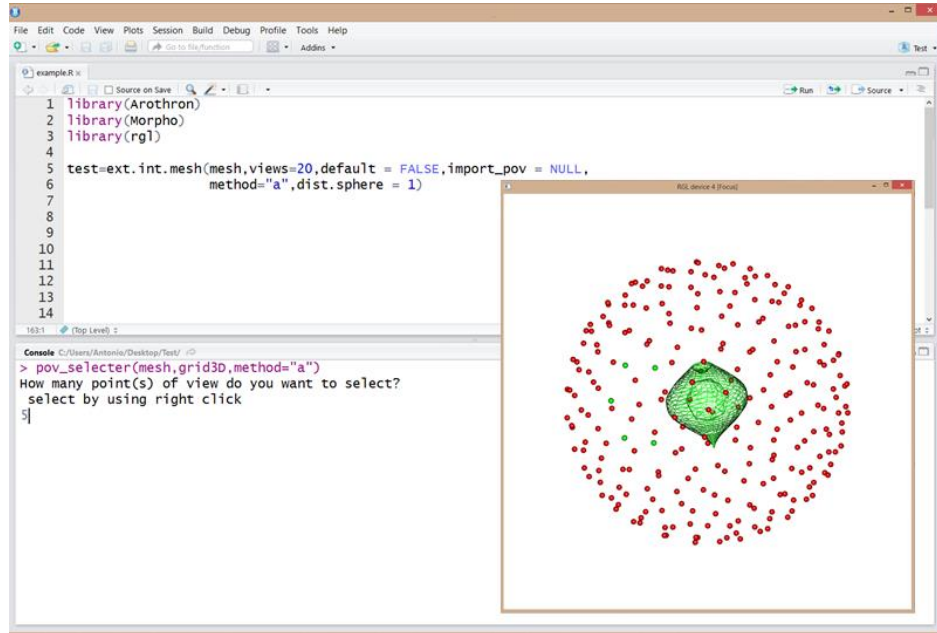 File Edit Code View Plots Session Build Debug Profile Tools Help
Go to file/function Addins Test
example.R
Source on Save Run Source
1 library(Arothron)
2 library(Morpho)
3 library(rgl)
4
5 test=ext.int.mesh(mesh,views=20,default = FALSE,import_pov = NULL,
6 method="a",dist.sphere = 1)
7
8
9
10
11
12
13
14
163:1 (Top Level)
RGL device 4 [Focus]
Console C:/Users/Antonio/Desktop/Test/
> pov_selecter(mesh,grid3D,method="a")
How many point(s) of view do you want to select?
select by using right click
5